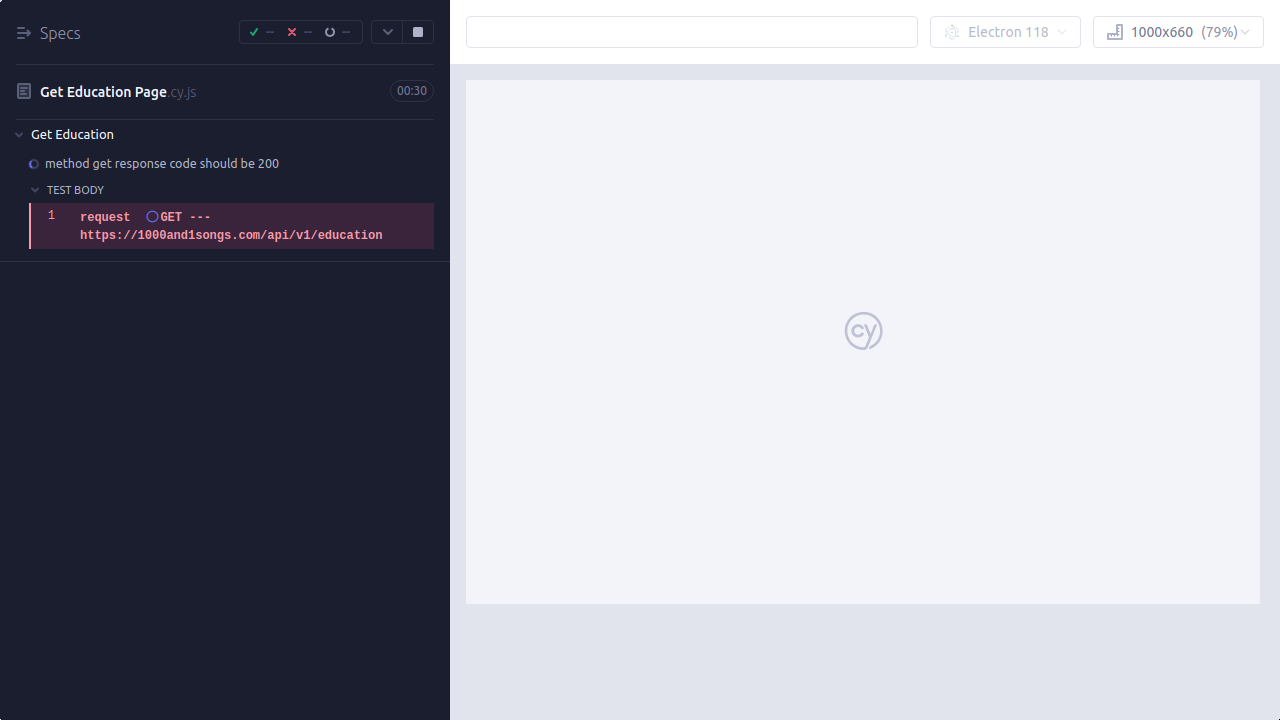 Specs
-- -- --
Electron 118
1000x660 (79%)
Get Education Page.cy.js
00:30
Get Education
method get response code should be 200
TEST BODY
1 request GET ---
https://1000and1songs.com/api/v1/education
cy